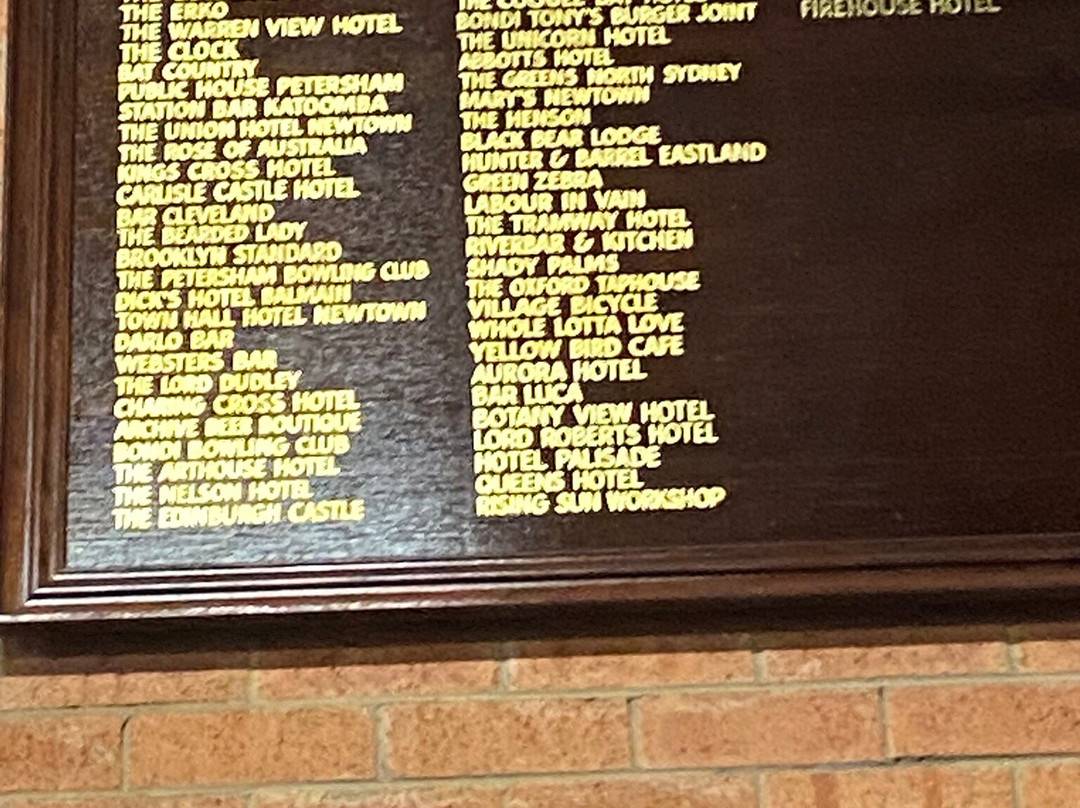 THE ERKO
THE WARREN VIEW HOTEL
THE CLOCK
BAT COUNTRY
PUBLIC HOUSE PETERSHAM
STATION BAR KATOOMBA
THE UNION HOTEL NEWTOWN
THE ROSE OF AUSTRALIA
KINGS CROSS HOTEL
CARLISLE CASTLE HOTEL
BAR CLEVELAND
THE BEARDED LADY
BROOKLYN STANDARD
THE PETERSHAM BOWLING CLUB
DICK'S HOTEL BALMAIN
TOWN HALL HOTEL NEWTOWN
DARLO BAR
WEBSTERS BAR
THE LORD DUDLEY
CHARING CROSS HOTEL
ARCHIVE BEER BOUTIQUE
BONDI BOWLING CLUB
THE ARTHOUSE HOTEL
THE NELSON HOTEL
THE EDINBURGH CASTLE
THE COOGEE BAY HOTEL
BONDI TONY'S BURGER JOINT
THE UNICORN HOTEL
ABBOTTS HOTEL
THE GREENS NORTH SYDNEY
MARY'S NEWTOWN
THE HENSON
BLACK BEAR LODGE
HUNTER & BARREL EASTLAND
GREEN ZEBRA
LABOUR IN VAIN
THE TRAMWAY HOTEL
RIVERBAR & KITCHEN
SHADY PALMS
THE OXFORD TAPHOUSE
VILLAGE BICYCLE
WHOLE LOTTA LOVE
YELLOW BIRD CAFE
AURORA HOTEL
BAR LUCA
BOTANY VIEW HOTEL
LORD ROBERTS HOTEL
HOTEL PALISADE
QUEENS HOTEL
RISING SUN WORKSHOP
FIREHOUSE HOTEL